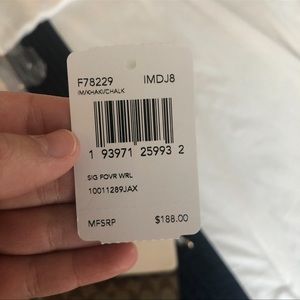 F78229 IMDJ8
IM/KHAKI/CHALK
1 93971 25993 2
SIG POVR WRL
10011289JAX
MFSRP $188.00